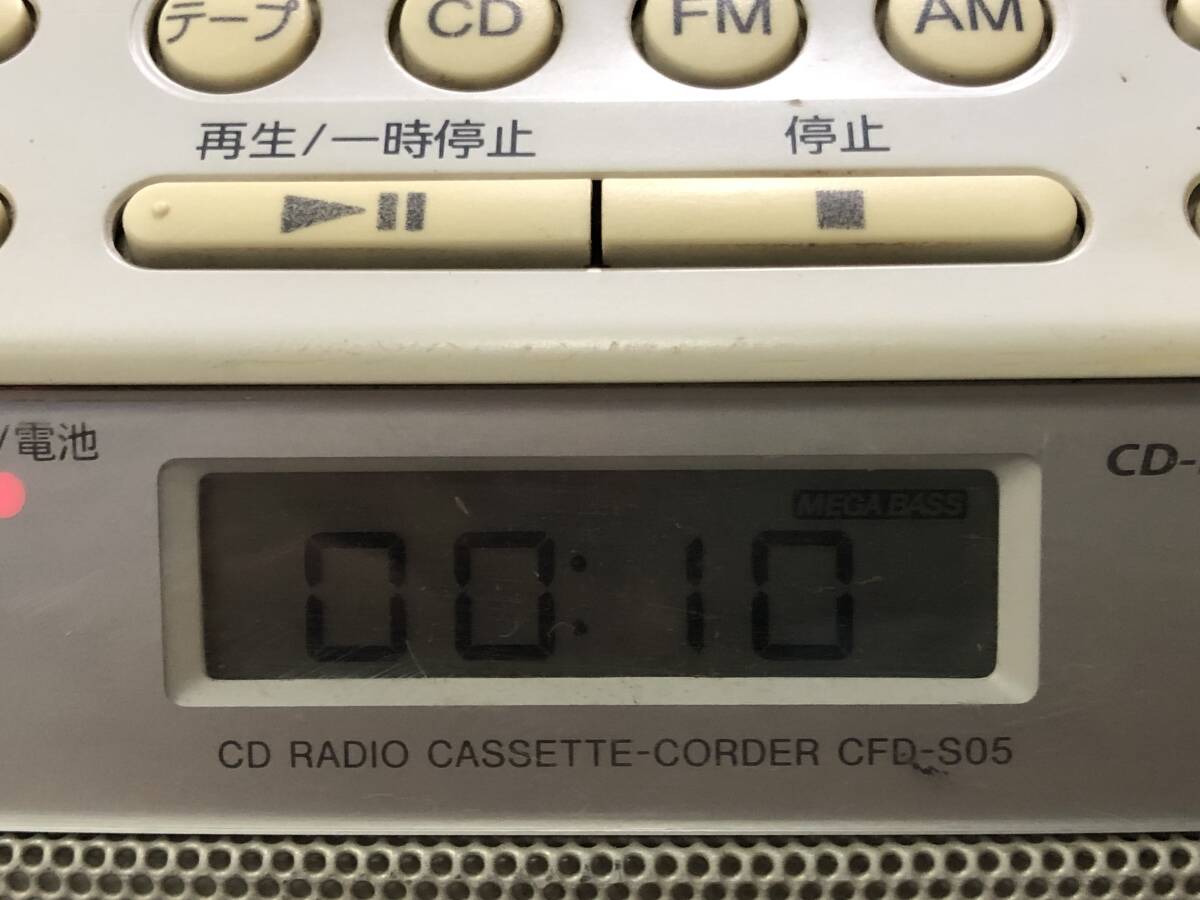 テープ CD FM AM
再生/一時停止 停止
/電池
CD-
MEGA BASS
00:10
CD RADIO CASSETTE-CORDER CFD-S05